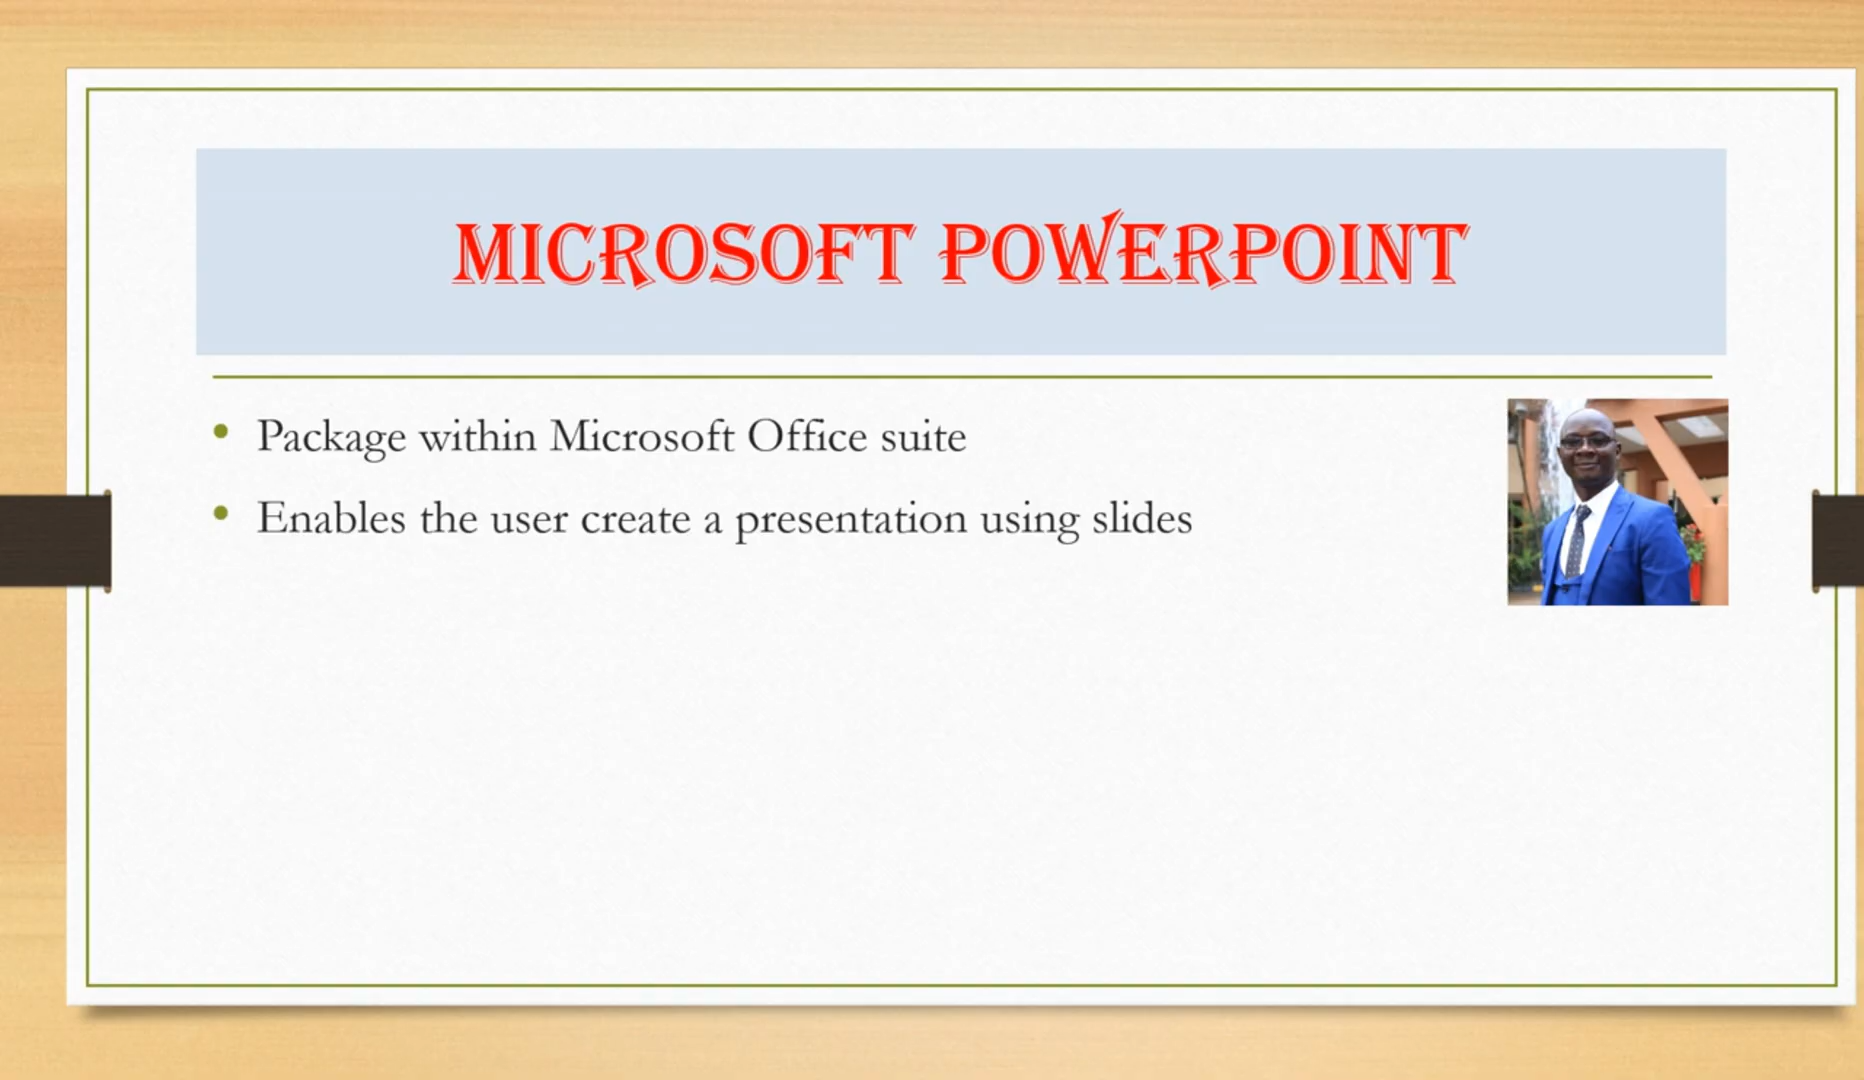 MICROSOFT POWERPOINT
• Package within Microsoft Office suite
• Enables the user create a presentation using slides